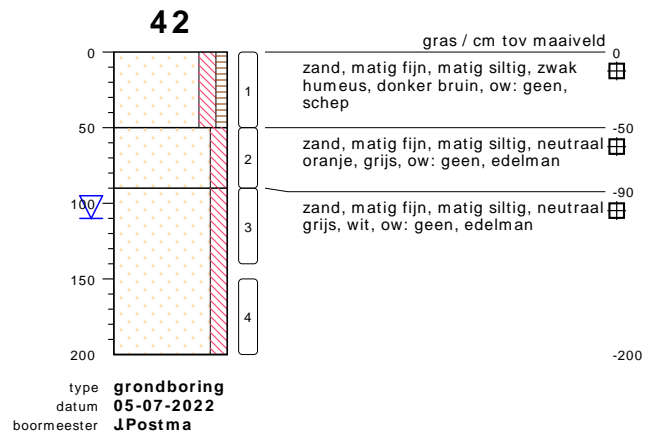 42
gras / cm tov maaiveld
0
0
zand, matig fijn, matig siltig, zwak
humeus, donker bruin, ow: geen,
schep
1
50
-50
zand, matig fijn, matig siltig, neutraal
oranje, grijs, ow: geen, edelman
2
-90
100
zand, matig fijn, matig siltig, neutraal
grijs, wit, ow: geen, edelman
3
150
4
200
-200
type grondboring
datum 05-07-2022
boormeester J.Postma